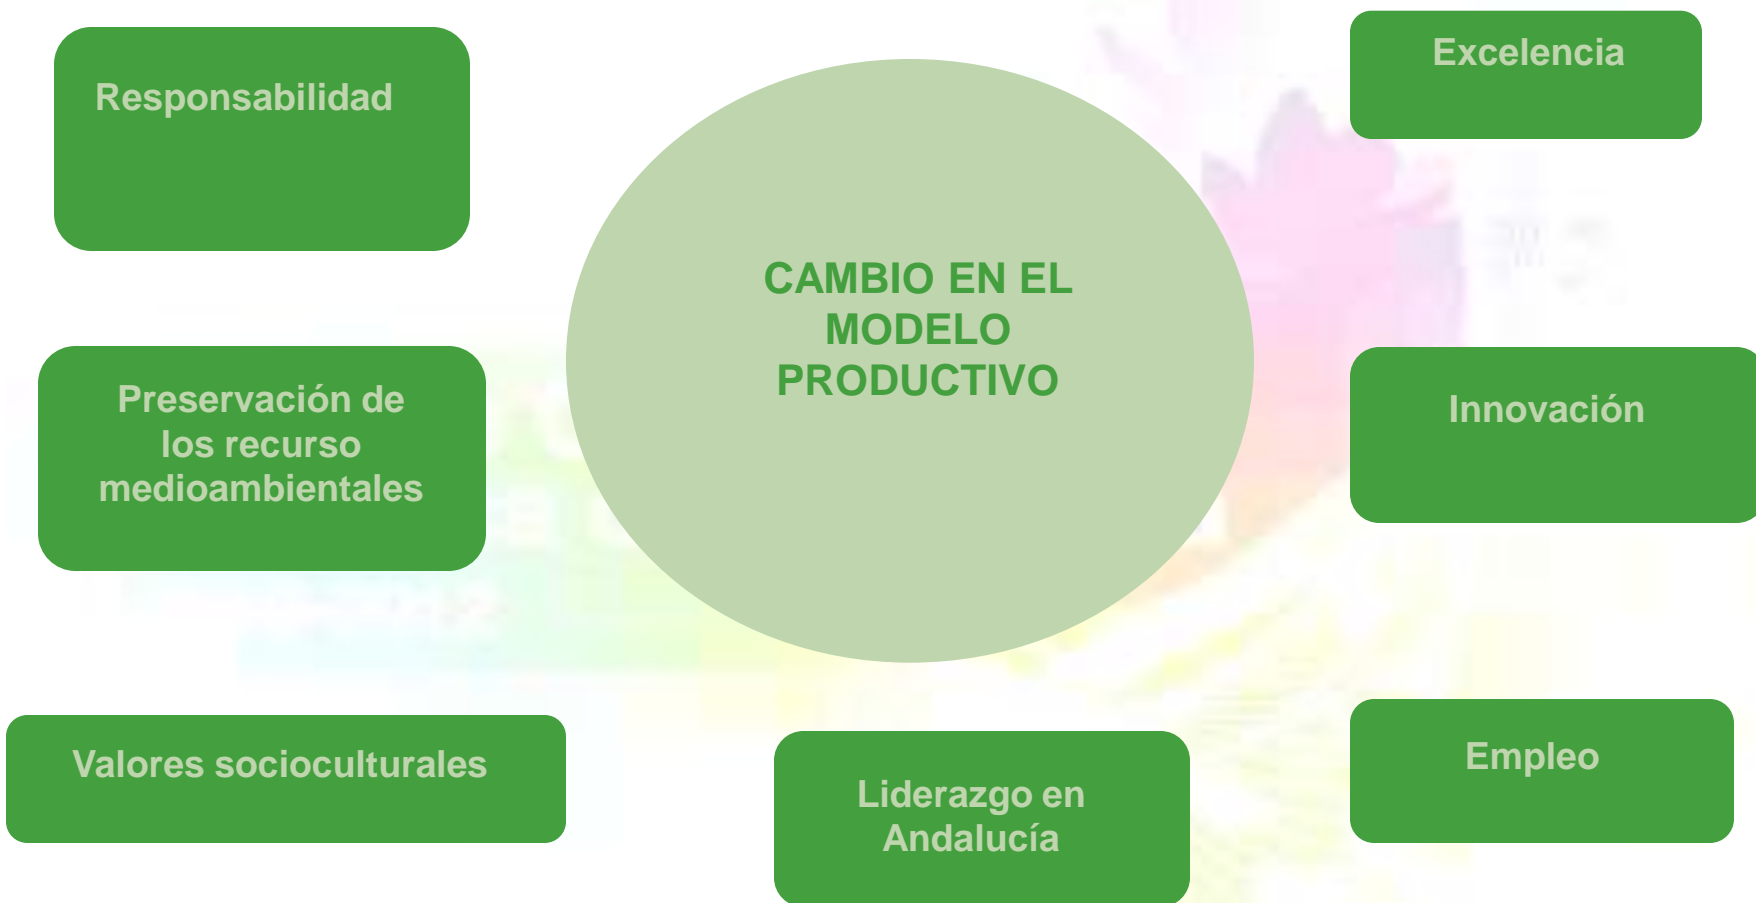 Responsabilidad
Excelencia
CAMBIO EN EL
MODELO
PRODUCTIVO
Preservación de
los recurso
medioambientales
Innovación
Valores socioculturales
Liderazgo en
Andalucía
Empleo